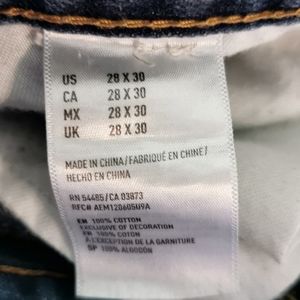 US 28 X 30
CA 28 X 30
MX 28 X 30
UK 28 X 30
MADE IN CHINA/FABRIQUÉ EN CHINE/
HECHO EN CHINA
RN 54485/CA 03873
RFC# AEM120605U9A
EN 100% COTTON
EXCLUSIVE OF DECORATION
FR 100% COTON
À L'EXCEPTION DE LA GARNITURE
SP 100% ALGODÓN